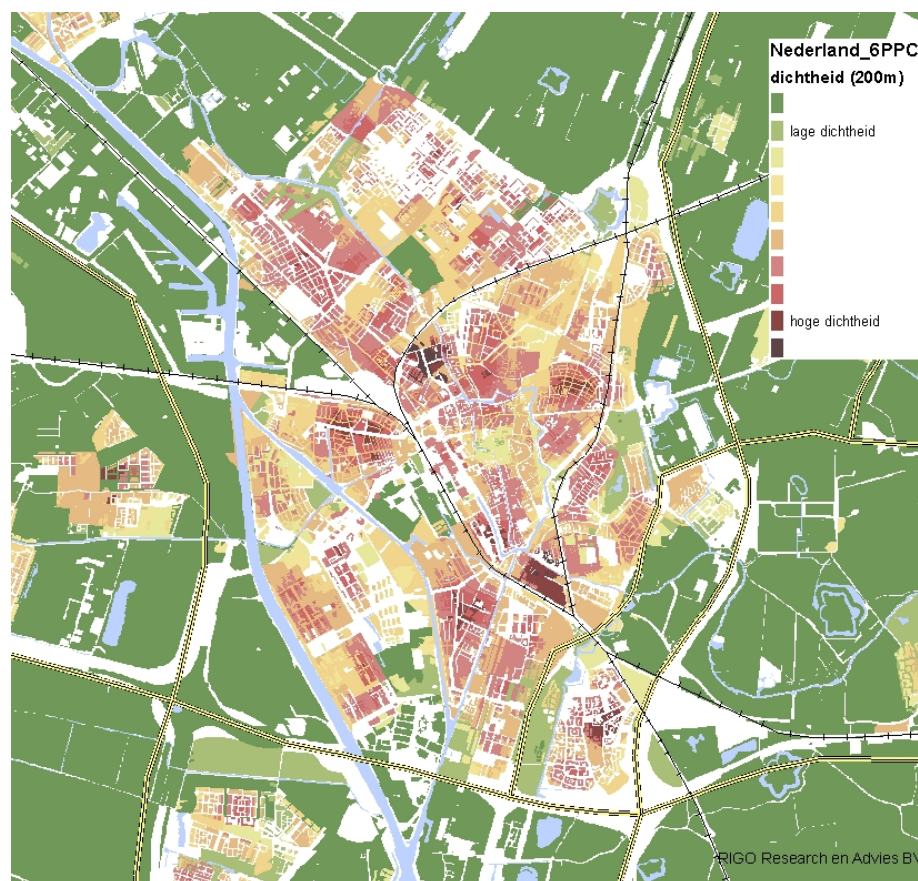 Nederland_6PPC
dichtheid (200m)
lage dichtheid
hoge dichtheid
RIGO Research en Advies BV